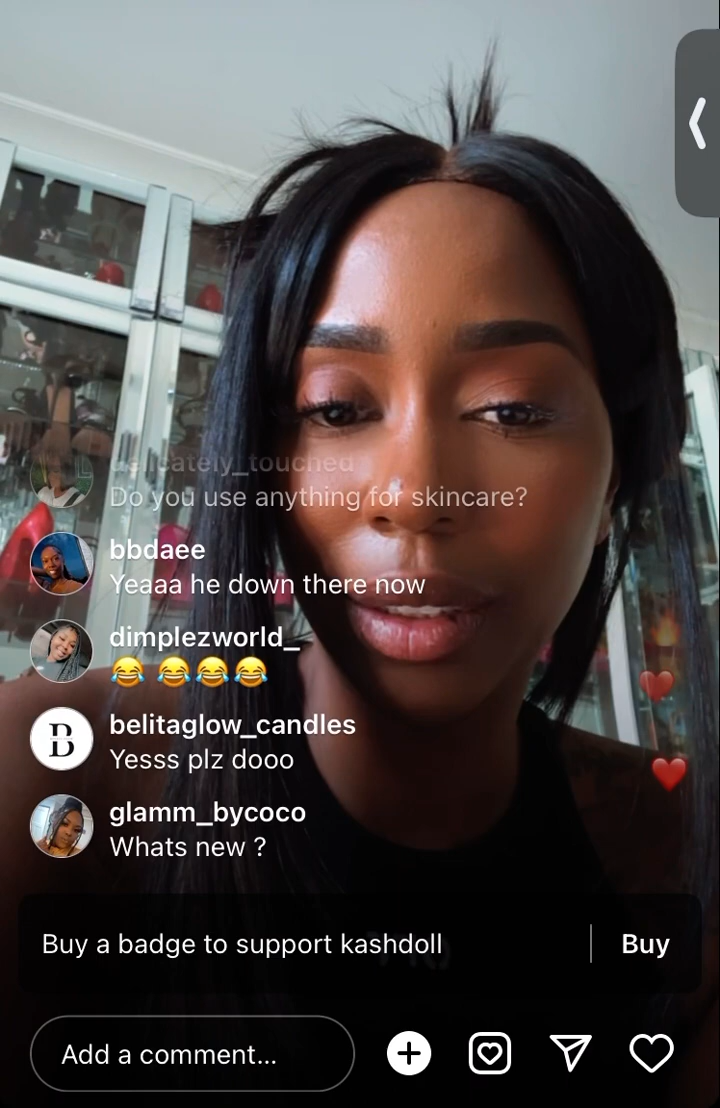 delicately_touched
Do you use anything for skincare?
bbdaee
Yeaaa he down there now
dimplezworld_
😂 😂😂😂
B
belitaglow_candles
Yesss plz dooo
glamm_bycoco
Whats new ?
Buy a badge to support kashdoll
Buy
Add a comment...